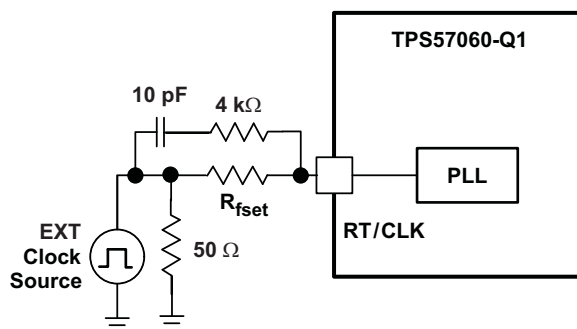 TPS57060-Q1
10 pF
4 kΩ
PLL
Rfset
RT/CLK
EXT
Clock
Source
50 Ω